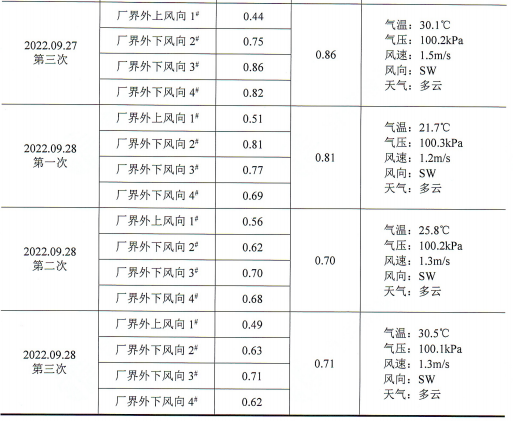 2022.09.27
第三次
厂界外上风向 1#
0.44
厂界外下风向 2#
0.75
厂界外下风向 3#
0.86
厂界外下风向 4#
0.82
0.86
气温：30.1℃
气压：100.2kPa
风速：1.5m/s
风向：SW
天气：多云
2022.09.28
第一次
厂界外上风向 1#
0.51
厂界外下风向 2#
0.81
厂界外下风向 3#
0.77
厂界外下风向 4#
0.69
0.81
气温：21.7℃
气压：100.3kPa
风速：1.2m/s
风向：SW
天气：多云
2022.09.28
第二次
厂界外上风向 1#
0.56
厂界外下风向 2#
0.62
厂界外下风向 3#
0.70
厂界外下风向 4#
0.68
0.70
气温：25.8℃
气压：100.2kPa
风速：1.3m/s
风向：SW
天气：多云
2022.09.28
第三次
厂界外上风向 1#
0.49
厂界外下风向 2#
0.63
厂界外下风向 3#
0.71
厂界外下风向 4#
0.62
0.71
气温：30.5℃
气压：100.1kPa
风速：1.3m/s
风向：SW
天气：多云